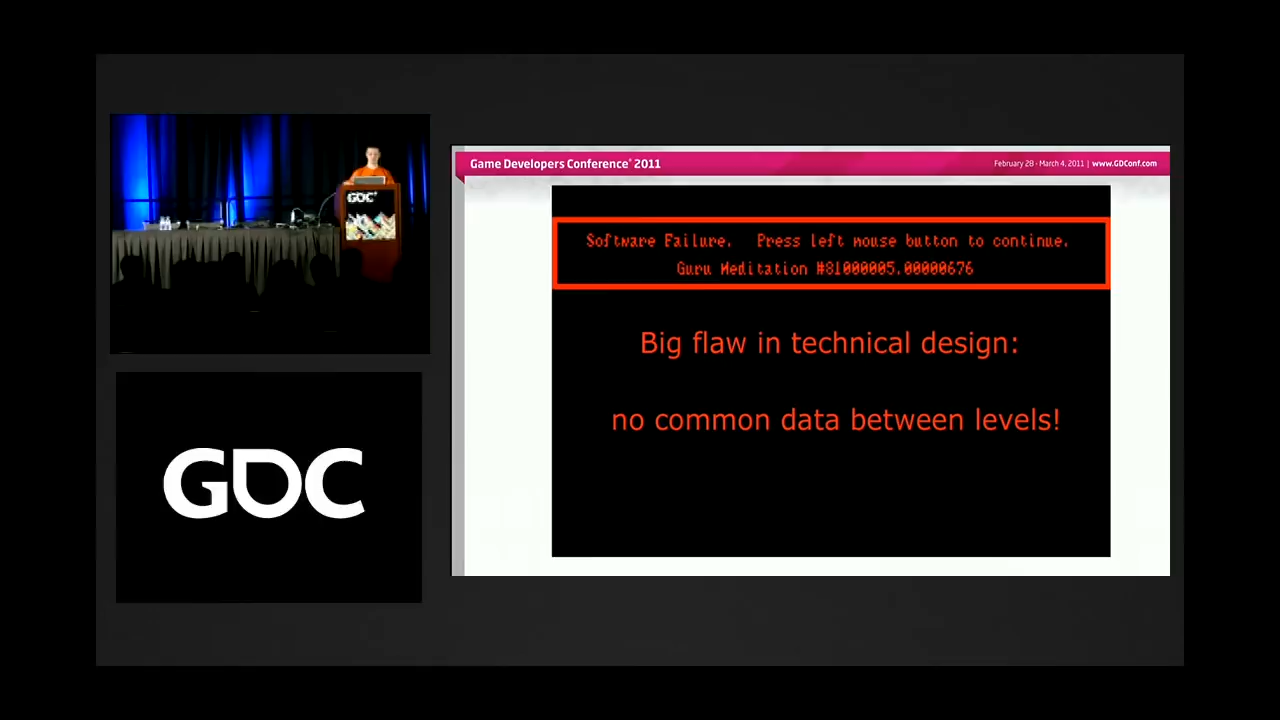 GDC
Game Developers Conference® 2011
February 28 - March 4, 2011 | www.GDConf.com
Software Failure. Press left mouse button to continue.
Guru Meditation #81000005.00000676
Big flaw in technical design:
no common data between levels!
GDC